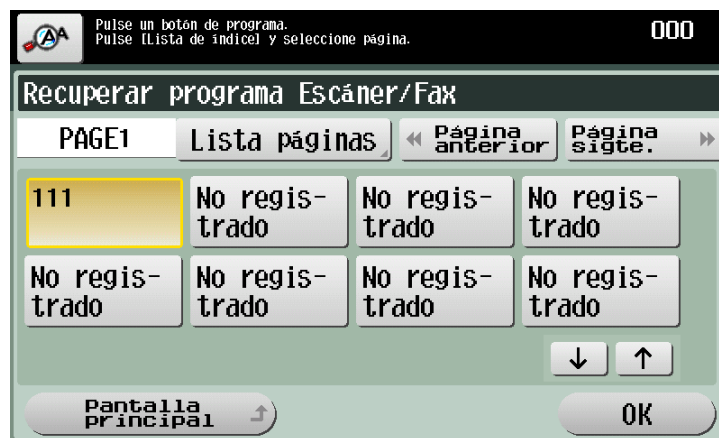 Pulse un botón de programa.
Pulse [Lista de índice] y seleccione página.
000
Recuperar programa Escáner/Fax
PAGE1
Lista páginas
Página
anterior
Página
sigte.
111
No regis-
trado
No regis-
trado
No regis-
trado
No regis-
trado
No regis-
trado
No regis-
trado
No regis-
trado
Pantalla
principal
OK